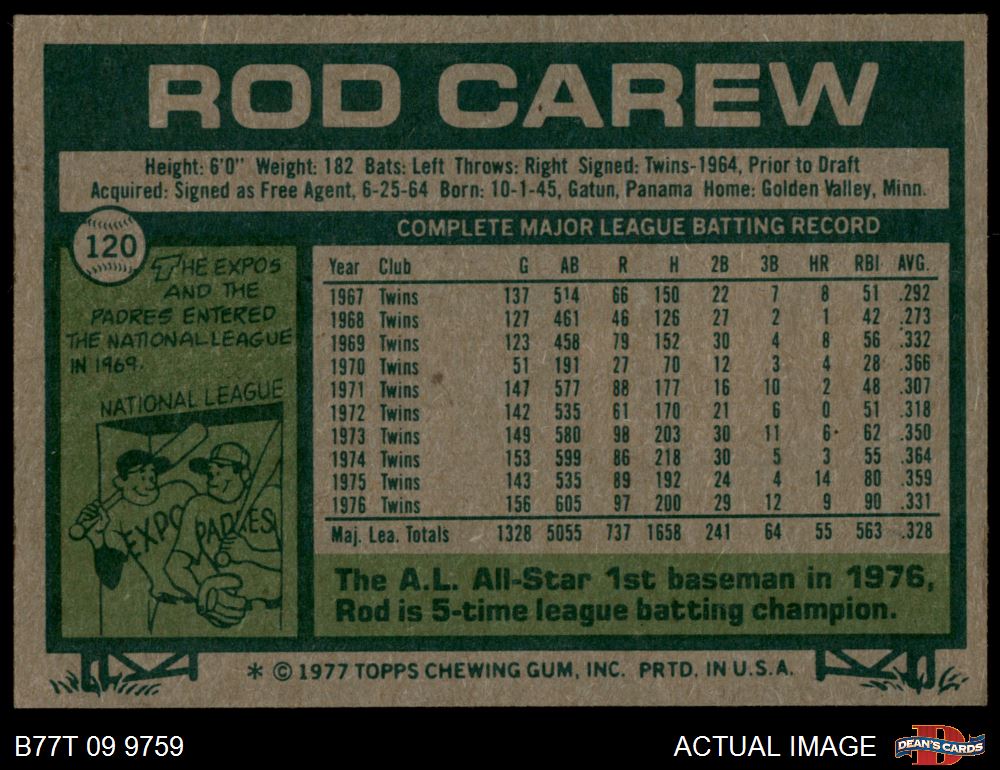 ROD CAREW
Height: 6'0" Weight: 182 Bats: Left Throws: Right Signed: Twins-1964, Prior to Draft
Acquired: Signed as Free Agent, 6-25-64 Born: 10-1-45, Gatun, Panama Home: Golden Valley, Minn.
120
THE EXPOS
AND THE
PADRES ENTERED
THE NATIONAL LEAGUE
IN 1969.
NATIONAL LEAGUE
EXPO
PADRES
COMPLETE MAJOR LEAGUE BATTING RECORD
Year Club G AB R H 2B 3B HR RBI AVG.
1967 Twins 137 514 66 150 22 7 8 51 .292
1968 Twins 127 461 46 126 27 2 1 42 .273
1969 Twins 123 458 79 152 30 4 8 56 .332
1970 Twins 51 191 27 70 12 3 4 28 .366
1971 Twins 147 577 88 177 16 10 2 48 .307
1972 Twins 142 535 61 170 21 6 0 51 .318
1973 Twins 149 580 98 203 30 11 6 62 .350
1974 Twins 153 599 86 218 30 5 3 55 .364
1975 Twins 143 535 89 192 24 4 14 80 .359
1976 Twins 156 605 97 200 29 12 9 90 .331
Maj. Lea. Totals 1328 5055 737 1658 241 64 55 563 .328
The A.L. All-Star 1st baseman in 1976,
Rod is 5-time league batting champion.
* © 1977 TOPPS CHEWING GUM, INC. PRTD. IN U.S.A.
B77T 09 9759
ACTUAL IMAGE
DEAN'S CARDS